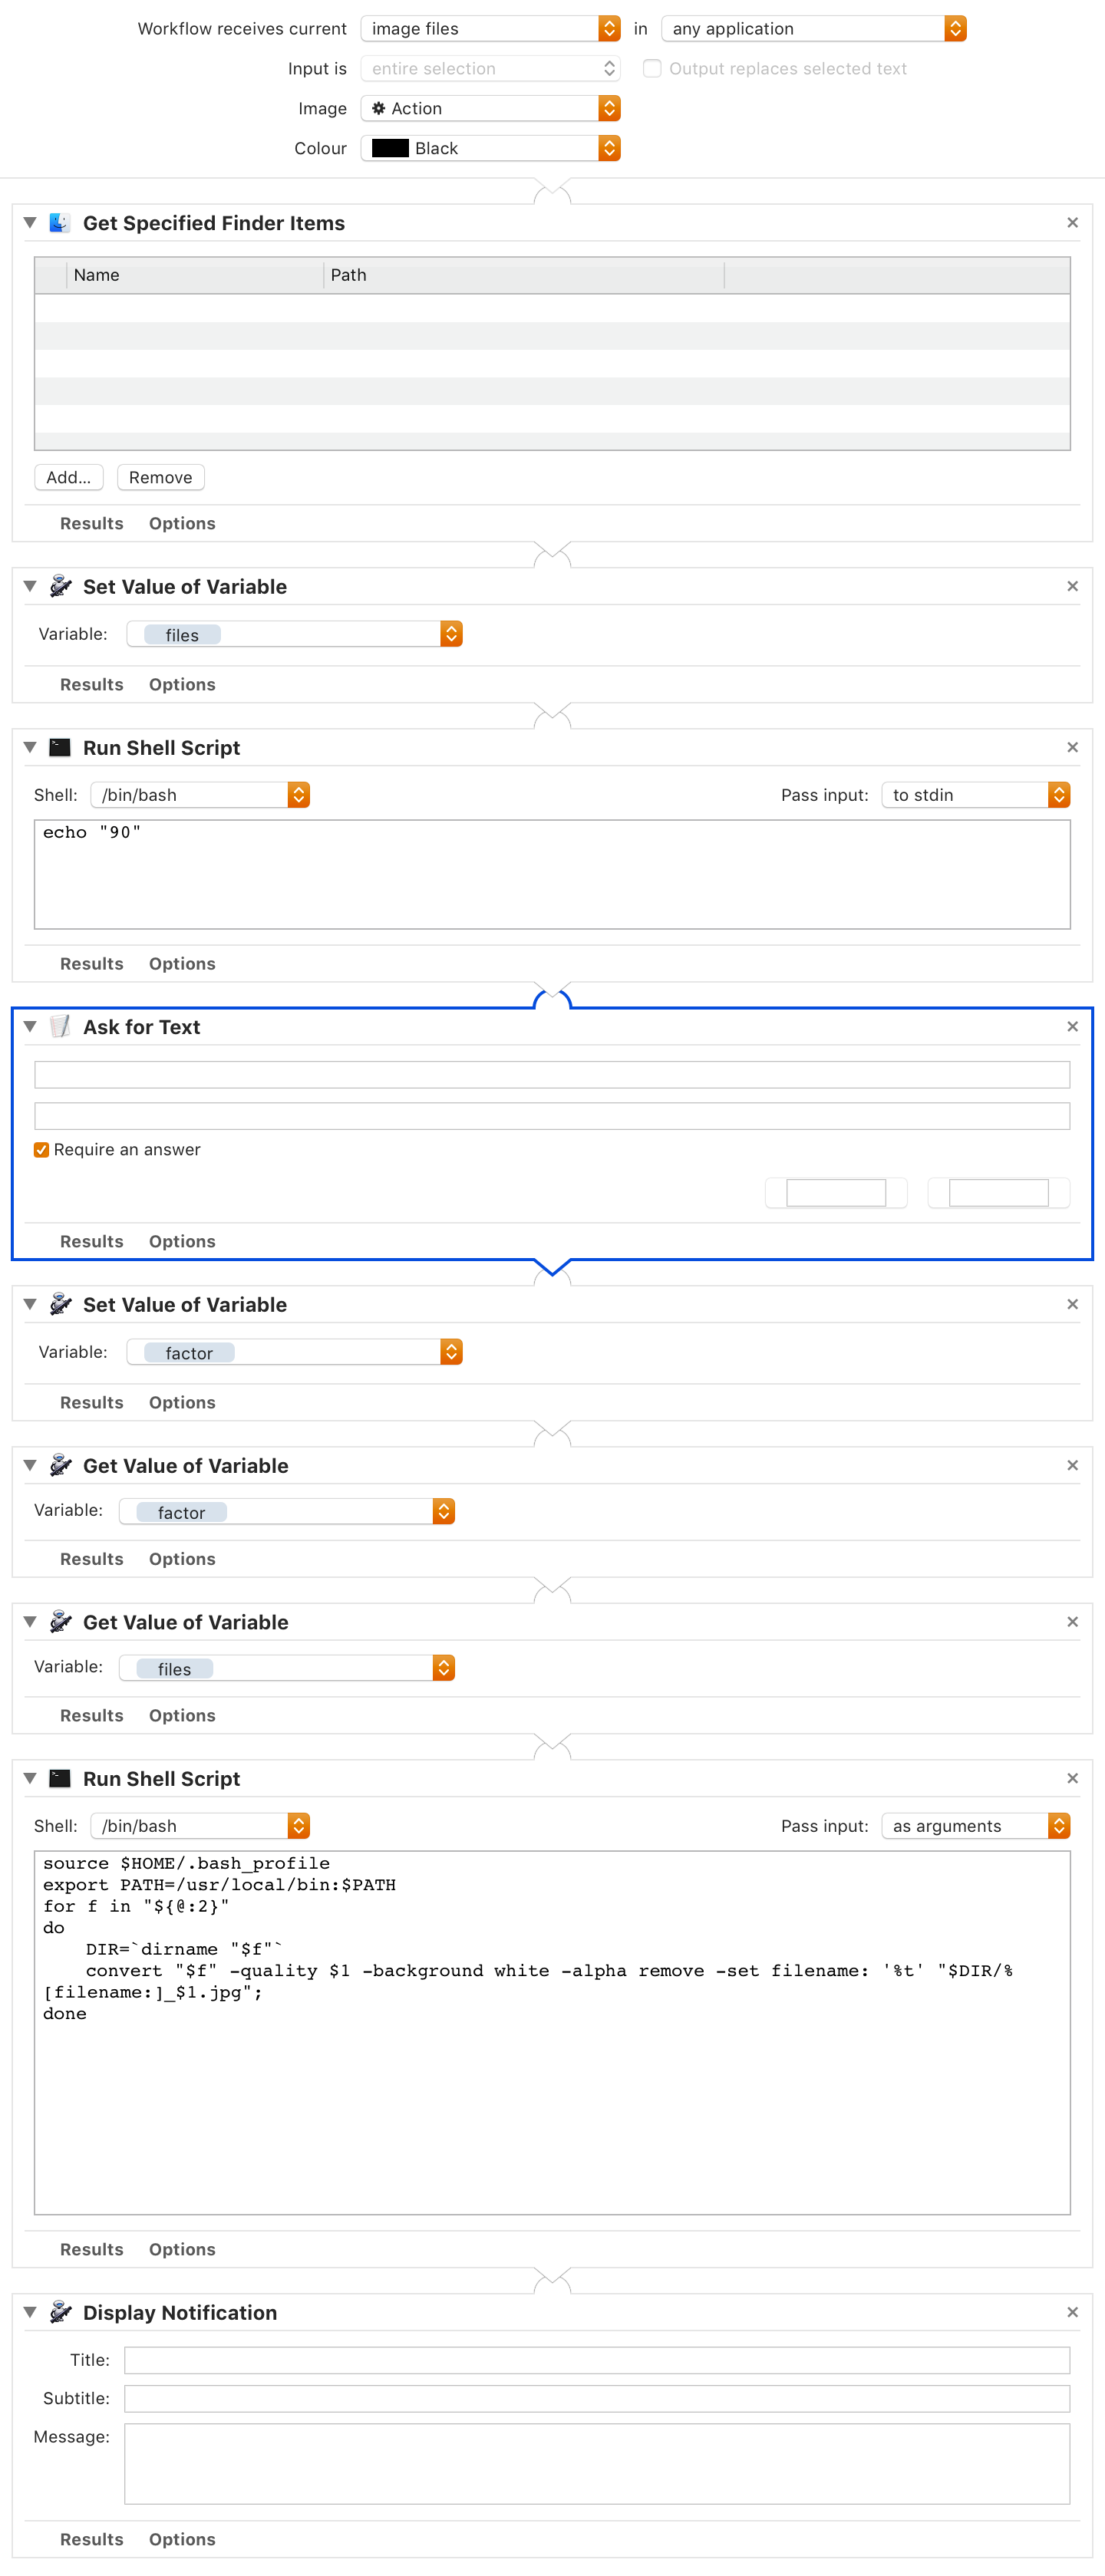 Workflow receives current image files in any application
Input is entire selection Output replaces selected text
Image Action
Colour Black
Get Specified Finder Items
Name Path
Add... Remove
Results Options
Set Value of Variable
Variable: files
Results Options
Run Shell Script
Shell: /bin/bash Pass input: to stdin
echo "90"
Results Options
Ask for Text
Require an answer
Results Options
Set Value of Variable
Variable: factor
Results Options
Get Value of Variable
Variable: factor
Results Options
Get Value of Variable
Variable: files
Results Options
Run Shell Script
Shell: /bin/bash Pass input: as arguments
source $HOME/.bash_profile
export PATH=/usr/local/bin:$PATH
for f in "${@:2}"
do
    DIR=`dirname "$f"`
    convert "$f" -quality $1 -background white -alpha remove -set filename: '%t' "$DIR/%
[filename:]_$1.jpg";
done
Results Options
Display Notification
Title:
Subtitle:
Message:
Results Options